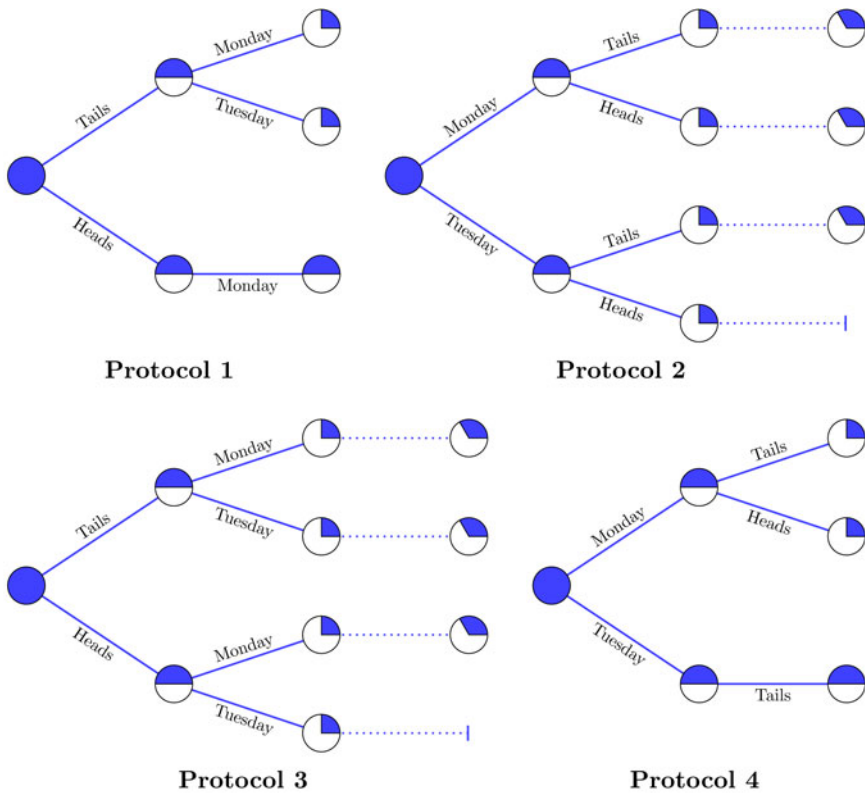 Tails
Monday
Tuesday
Heads
Monday
Protocol 1
Monday
Tails
Heads
Tuesday
Tails
Heads
Protocol 2
Tails
Monday
Tuesday
Heads
Monday
Tuesday
Protocol 3
Monday
Tails
Heads
Tuesday
Tails
Protocol 4